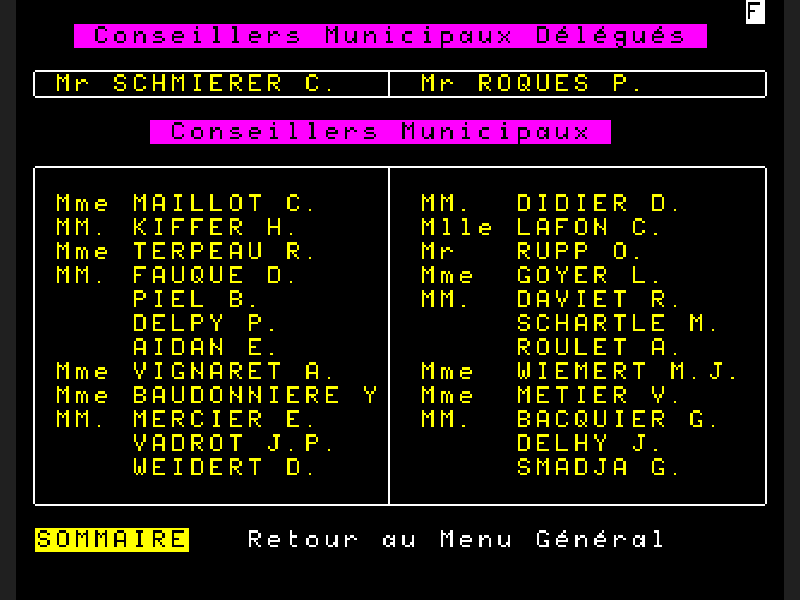 F
Conseillers Municipaux Délégués
Mr SCHMIERER C. Mr ROQUES P.
Conseillers Municipaux
Mme MAILLOT C. MM. DIDIER D.
MM. KIFFER H. Mlle LAFON C.
Mme TERPEAU R. Mr RUPP O.
MM. FAUQUE D. Mme GOYER L.
PIEL B. MM. DAVIET R.
DELPY P. SCHARTLE M.
AIDAN E. ROULET A.
Mme VIGNARET A. Mme WIEMERT M.J.
Mme BAUDONNIERE Y Mme METIER V.
MM. MERCIER E. MM. BACQUIER G.
VADROT J.P. DELHY J.
WEIDERT D. SMADJA G.
SOMMAIRE Retour au Menu Général